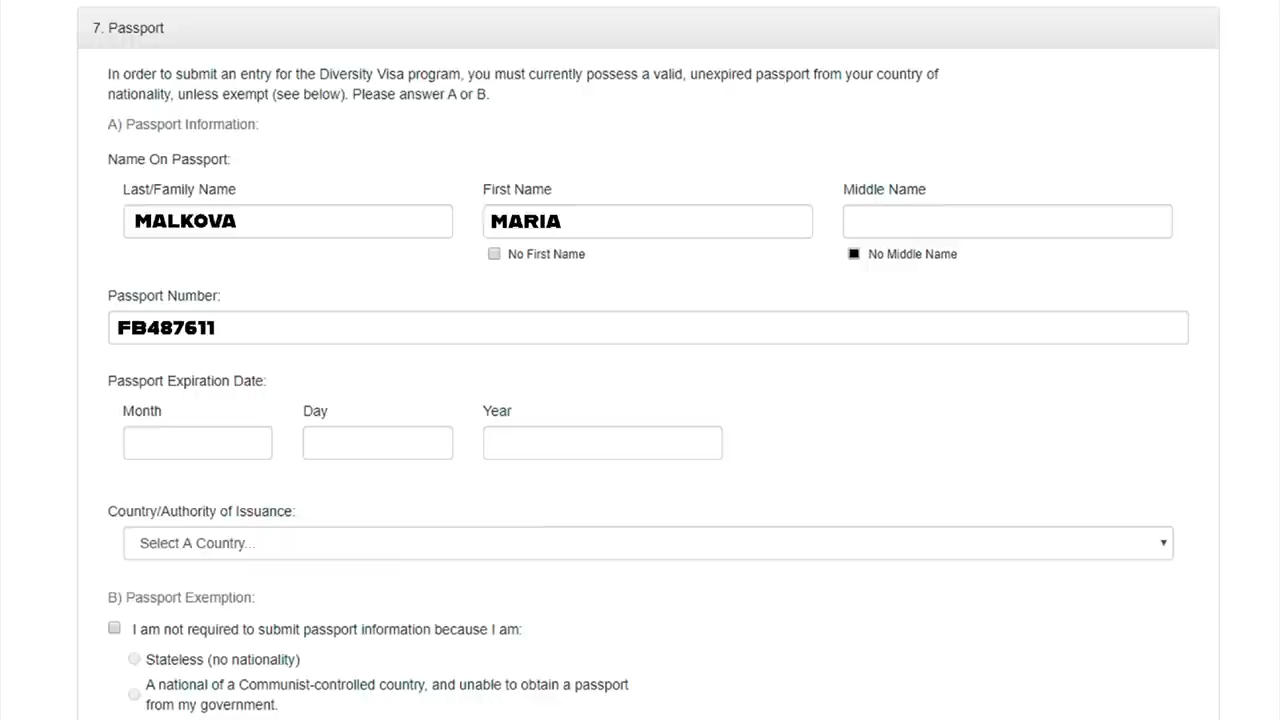 7. Passport
In order to submit an entry for the Diversity Visa program, you must currently possess a valid, unexpired passport from your country of
nationality, unless exempt (see below). Please answer A or B.
A) Passport Information:
Name On Passport:
Last/Family Name First Name Middle Name
MALKOVA MARIA
No First Name No Middle Name
Passport Number:
FB487611
Passport Expiration Date:
Month Day Year
Country/Authority of Issuance:
Select A Country...
B) Passport Exemption:
I am not required to submit passport information because I am:
Stateless (no nationality)
A national of a Communist-controlled country, and unable to obtain a passport
from my government.